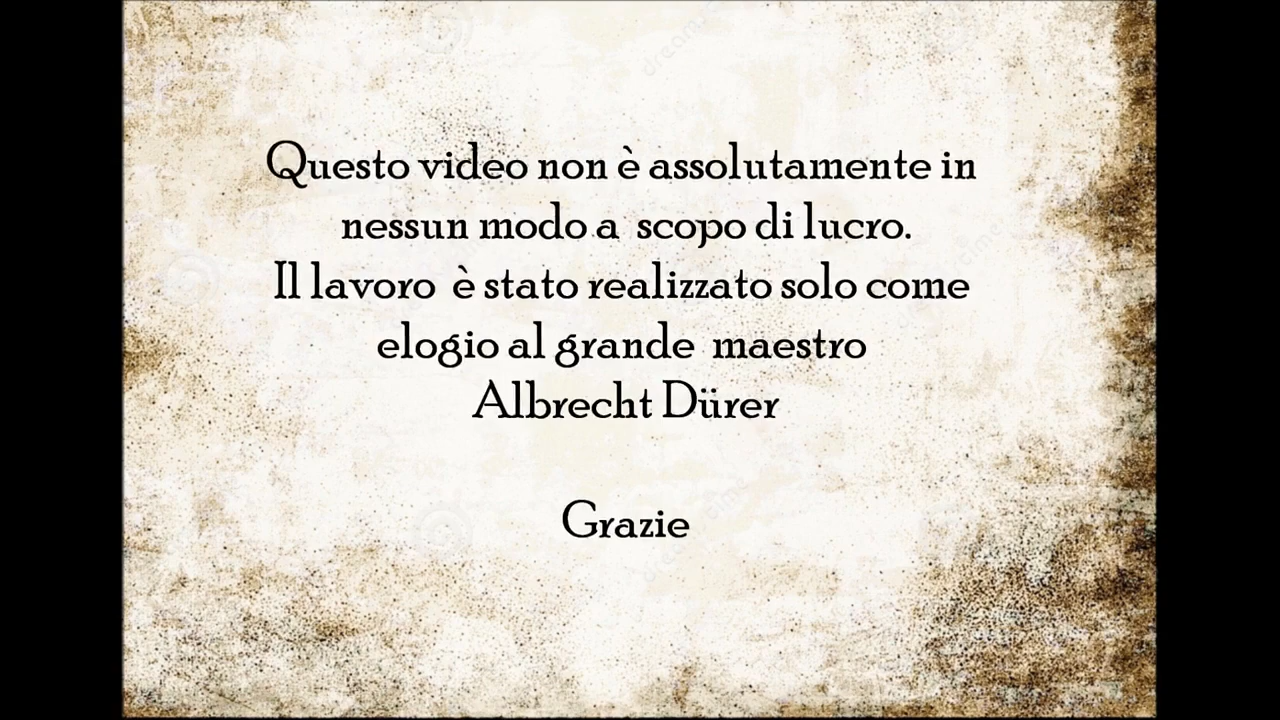 Questo video non è assolutamente in
nessun modo a scopo di lucro.
Il lavoro è stato realizzato solo come
elogio al grande maestro
Albrecht Dürer
Grazie